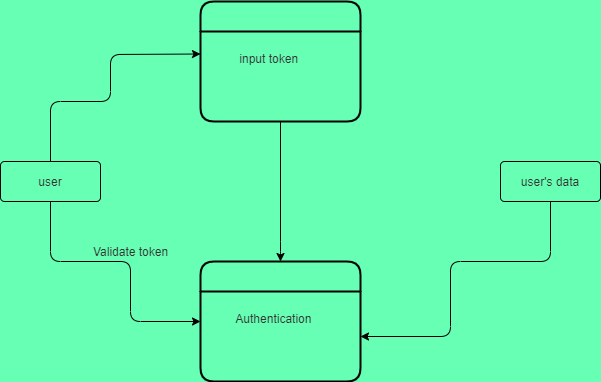 input token
user
user's data
Validate token
Authentication